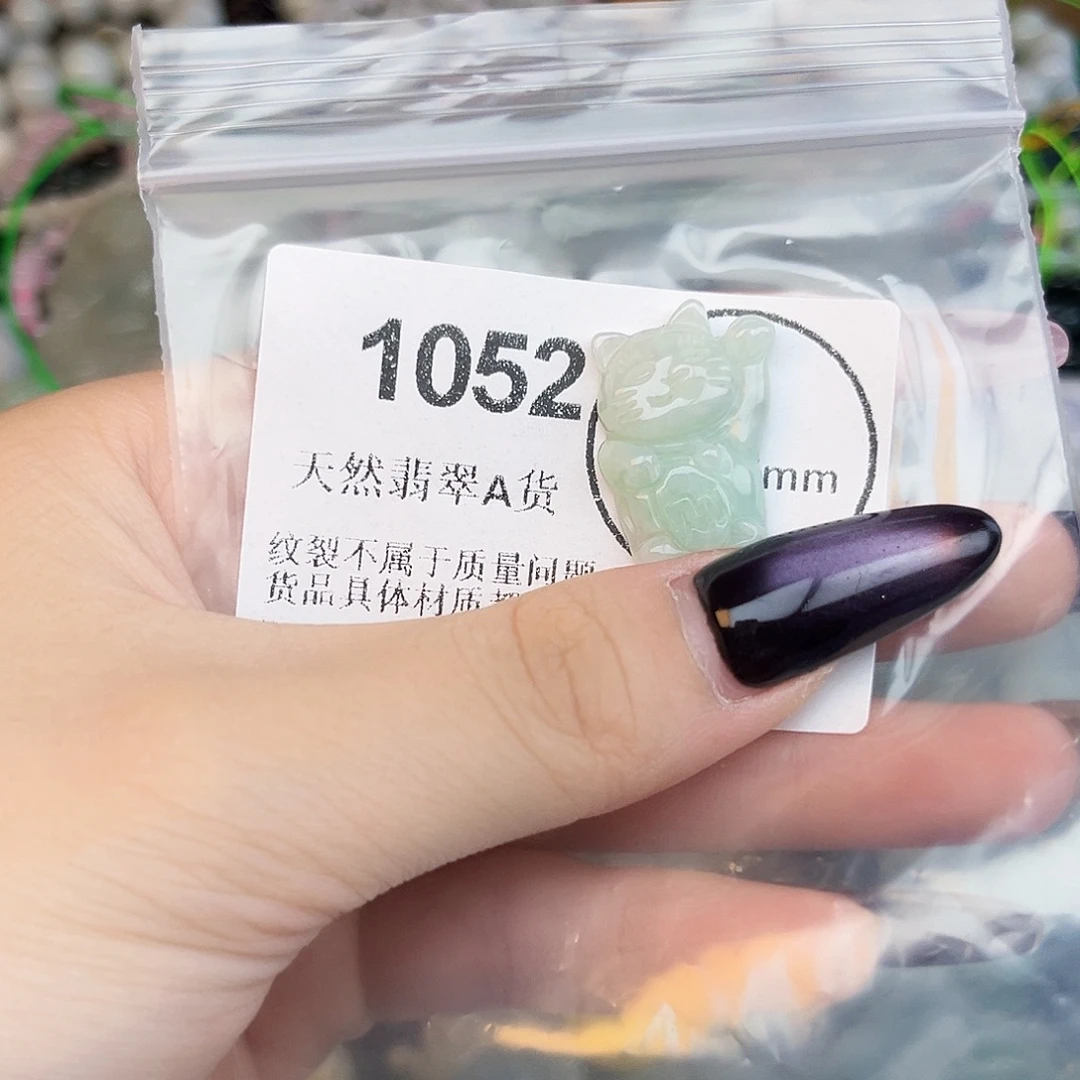 1052
天然翡翠A货
mm
纹裂不属于质量问题
货品具体材质